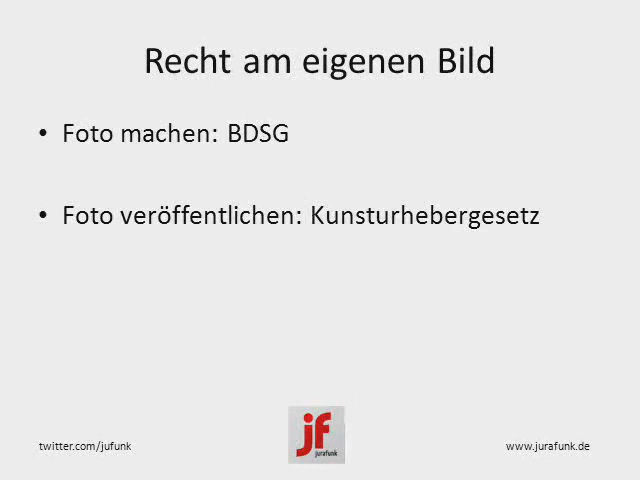 Recht am eigenen Bild
• Foto machen: BDSG
• Foto veröffentlichen: Kunsturhebergesetz
twitter.com/jufunk
jf
jurafunk
www.jurafunk.de